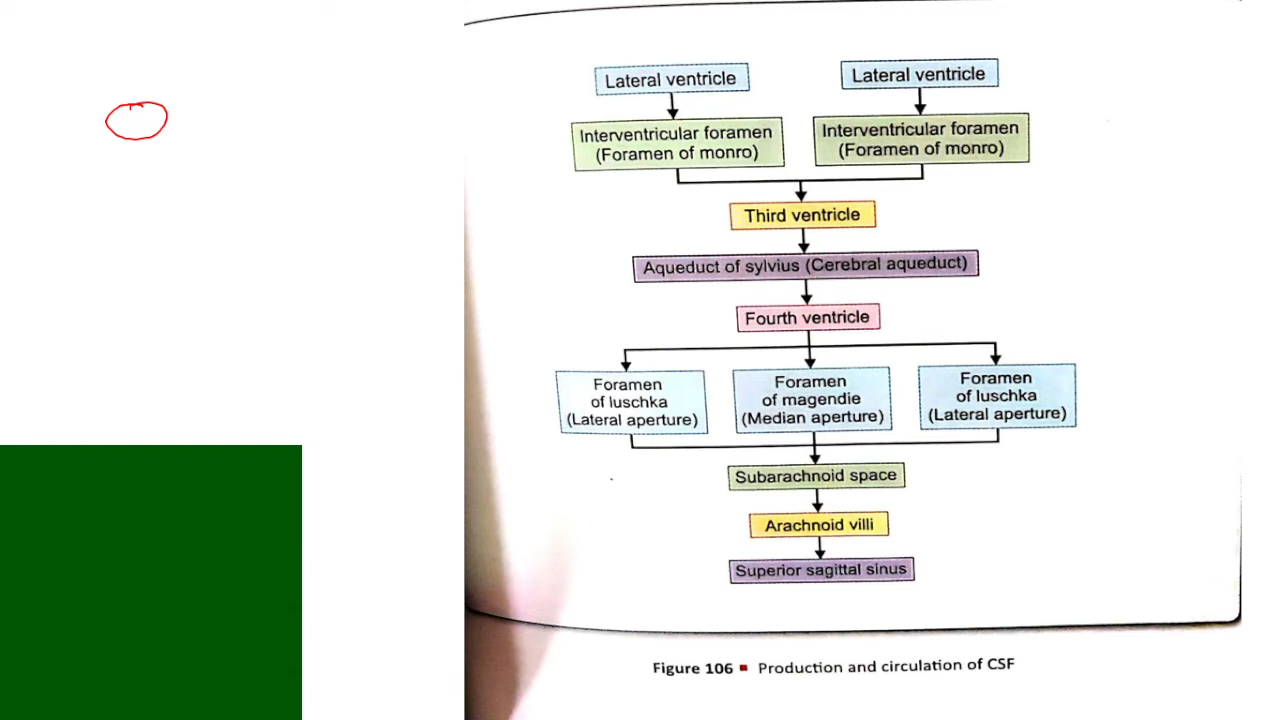 Lateral ventricle
Lateral ventricle
Interventricular foramen
(Foramen of monro)
Interventricular foramen
(Foramen of monro)
Third ventricle
Aqueduct of sylvius (Cerebral aqueduct)
Fourth ventricle
Foramen
of luschka
(Lateral aperture)
Foramen
of magendie
(Median aperture)
Foramen
of luschka
(Lateral aperture)
Subarachnoid space
Arachnoid villi
Superior sagittal sinus
Figure 106 ■ Production and circulation of CSF